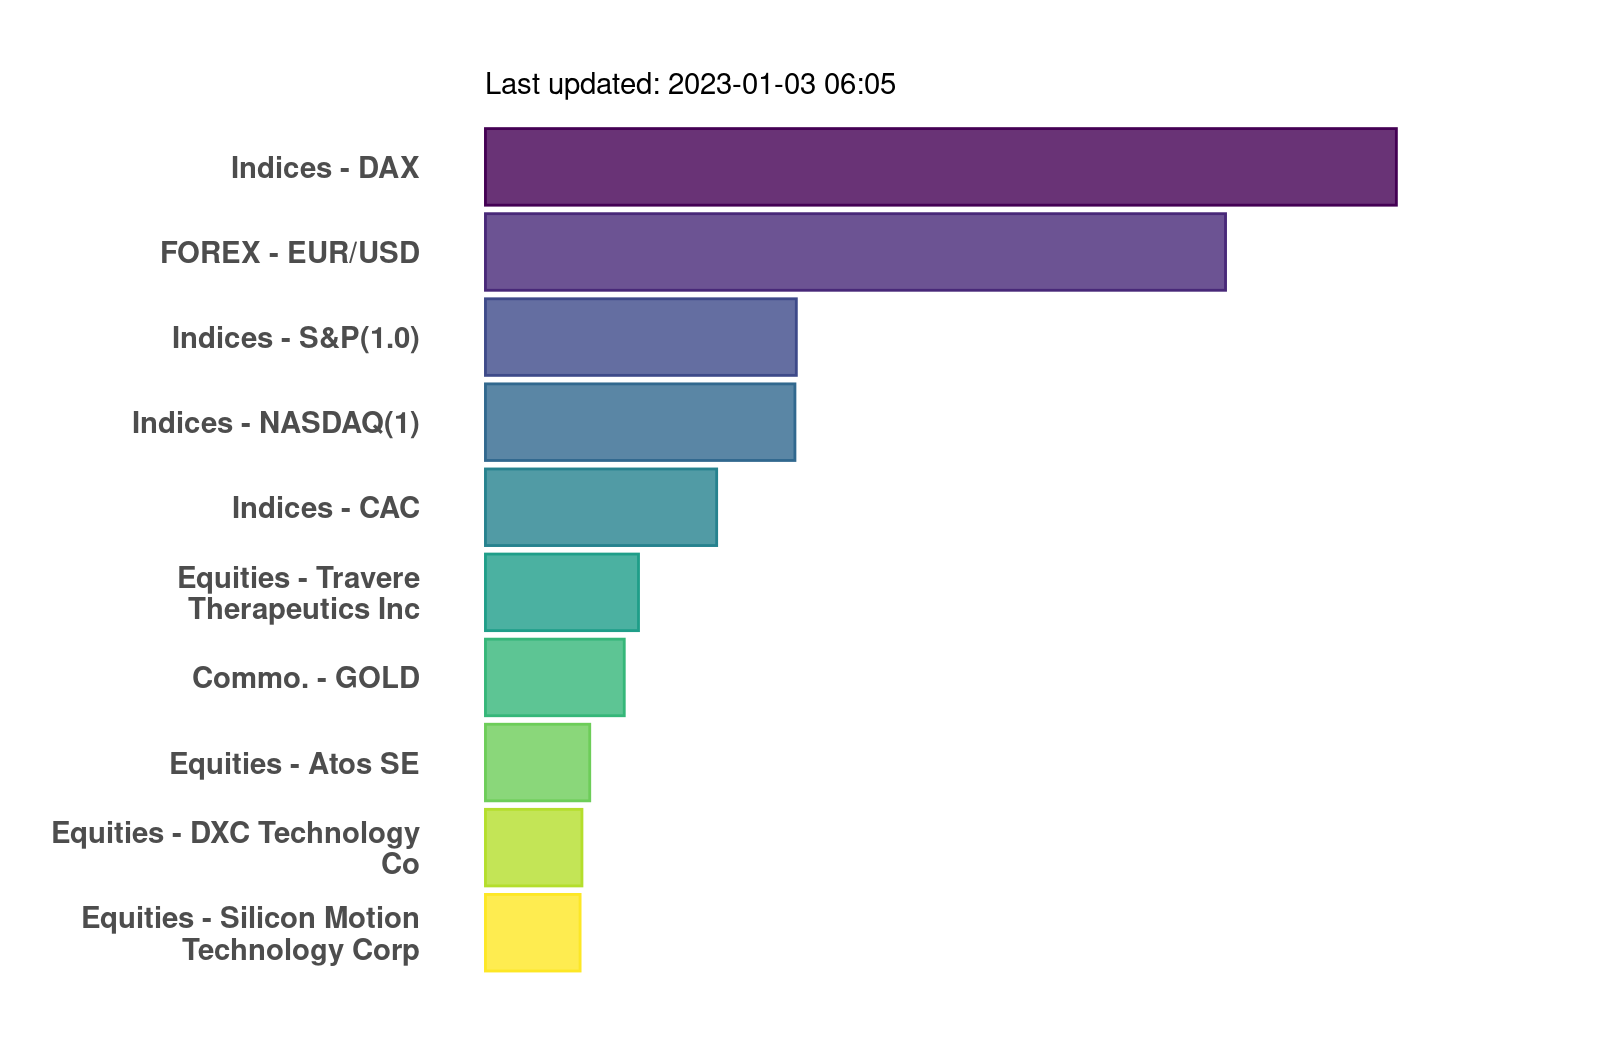 Last updated: 2023-01-03 06:05
Indices - DAX
FOREX - EUR/USD
Indices - S&P(1.0)
Indices - NASDAQ(1)
Indices - CAC
Equities - Travere
Therapeutics Inc
Commo. - GOLD
Equities - Atos SE
Equities - DXC Technology
Co
Equities - Silicon Motion
Technology Corp